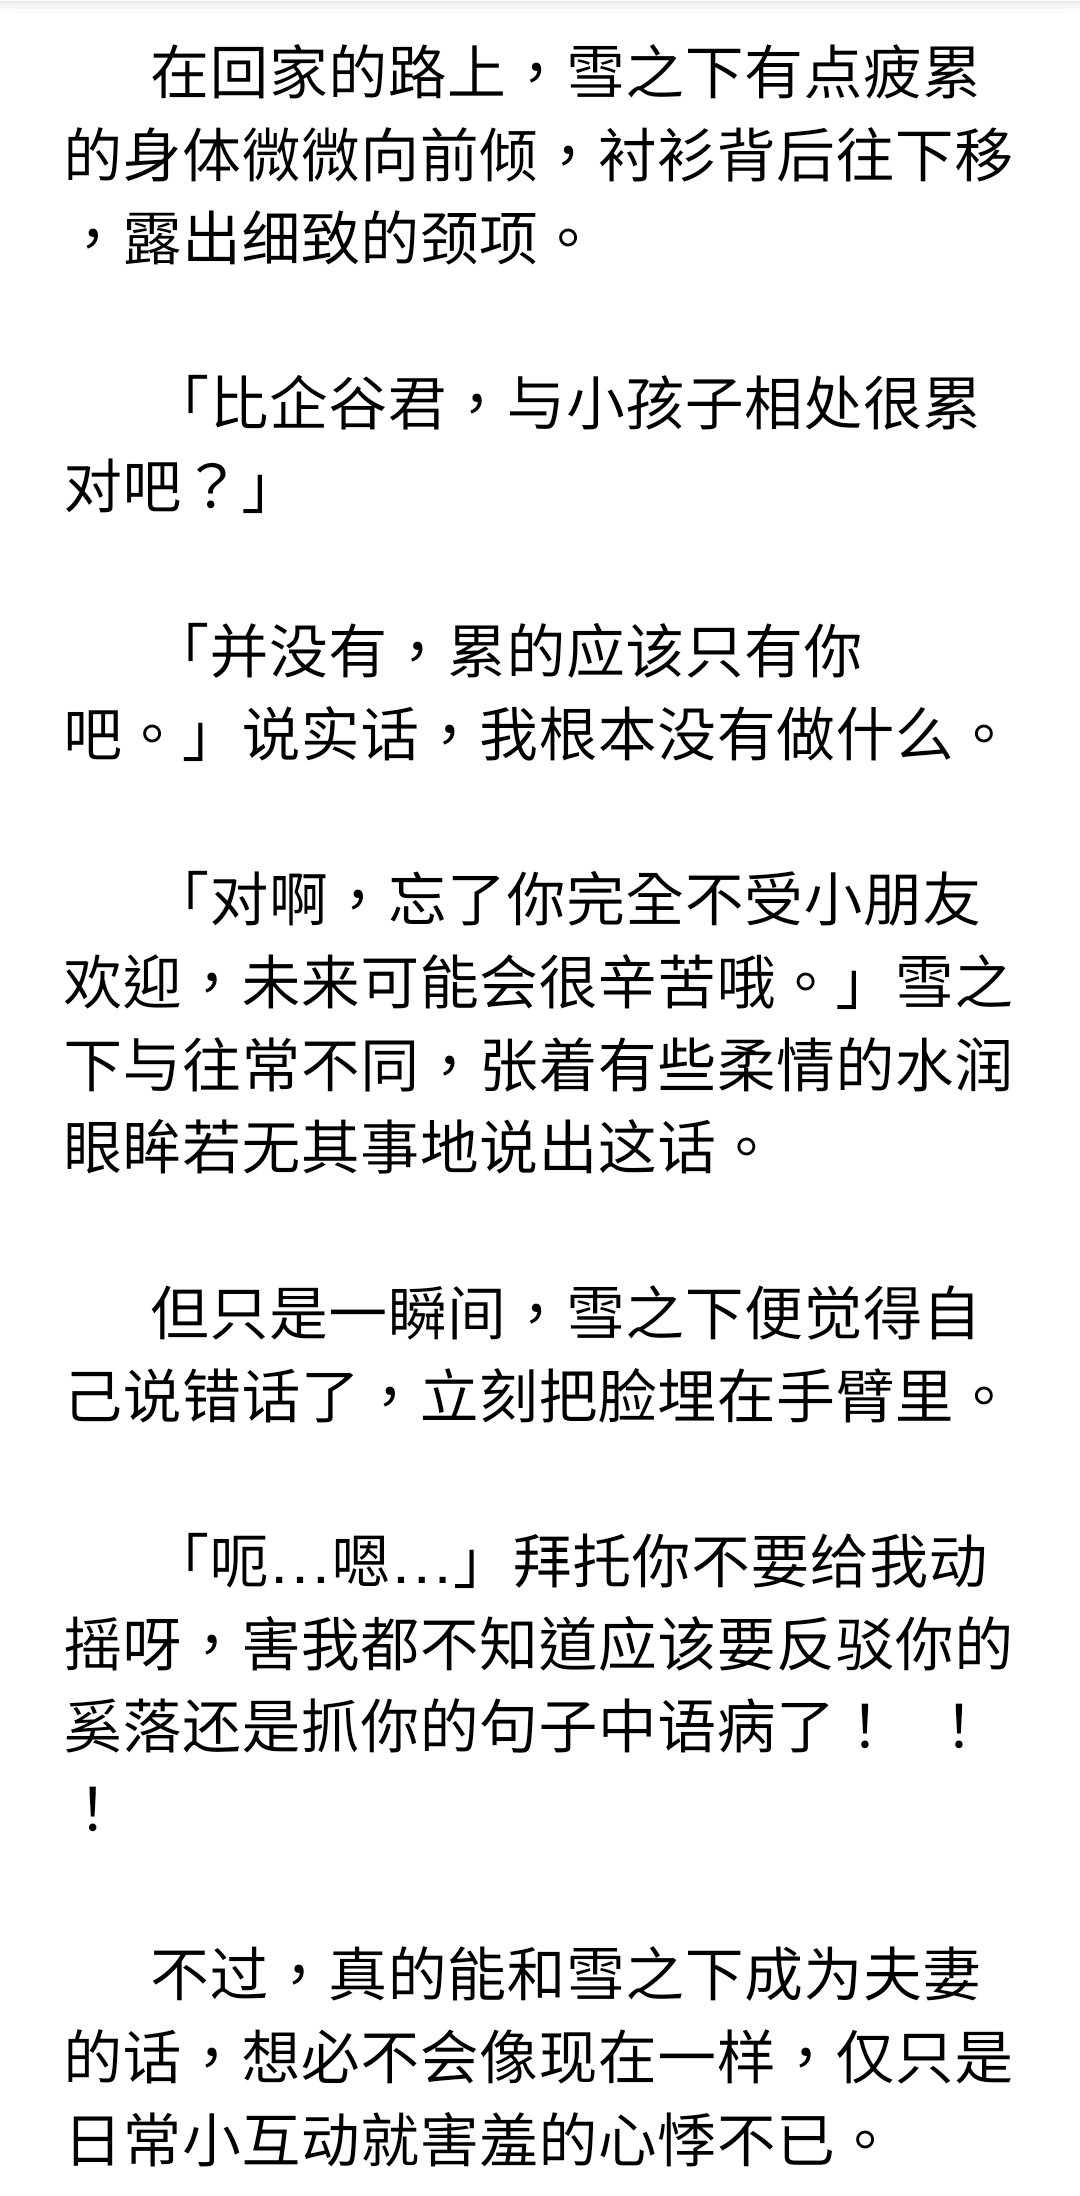 在回家的路上，雪之下有点疲累
的身体微微向前倾，衬衫背后往下移
，露出细致的颈项。
「比企谷君，与小孩子相处很累
对吧？」
「并没有，累的应该只有你
吧。」说实话，我根本没有做什么。
「对啊，忘了你完全不受小朋友
欢迎，未来可能会很辛苦哦。」雪之
下与往常不同，张着有些柔情的水润
眼眸若无其事地说出这话。
但只是一瞬间，雪之下便觉得自
己说错话了，立刻把脸埋在手臂里。
「呃…嗯…」拜托你不要给我动
摇呀，害我都不知道应该要反驳你的
奚落还是抓你的句子中语病了！ ！
！
不过，真的能和雪之下成为夫妻
的话，想必不会像现在一样，仅只是
日常小互动就害羞的心悸不已。